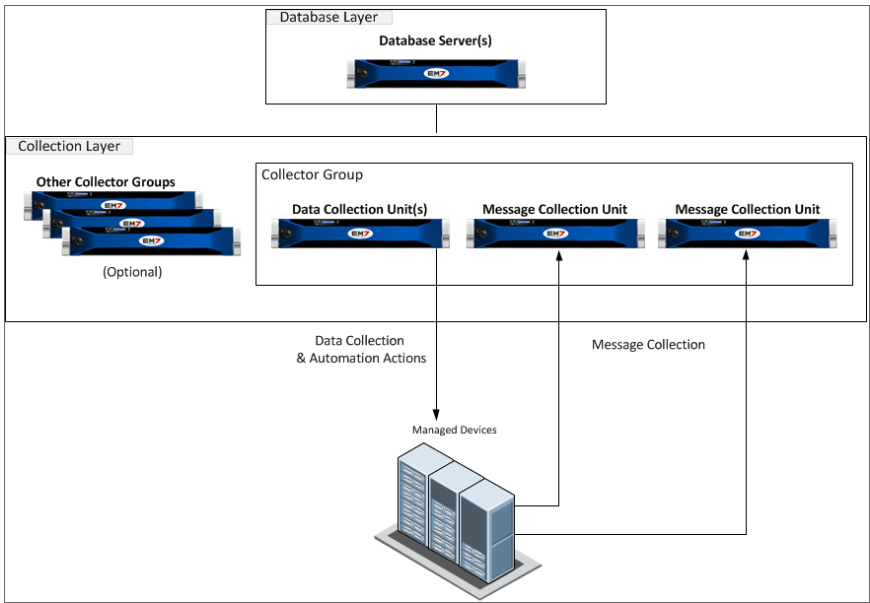 Database Layer
Database Server(s)
EM7
Collection Layer
Other Collector Groups
EM7
EM7
EM7
(Optional)
Collector Group
Data Collection Unit(s)
Message Collection Unit
Message Collection Unit
EM7
EM7
EM7
Data Collection
& Automation Actions
Message Collection
Managed Devices